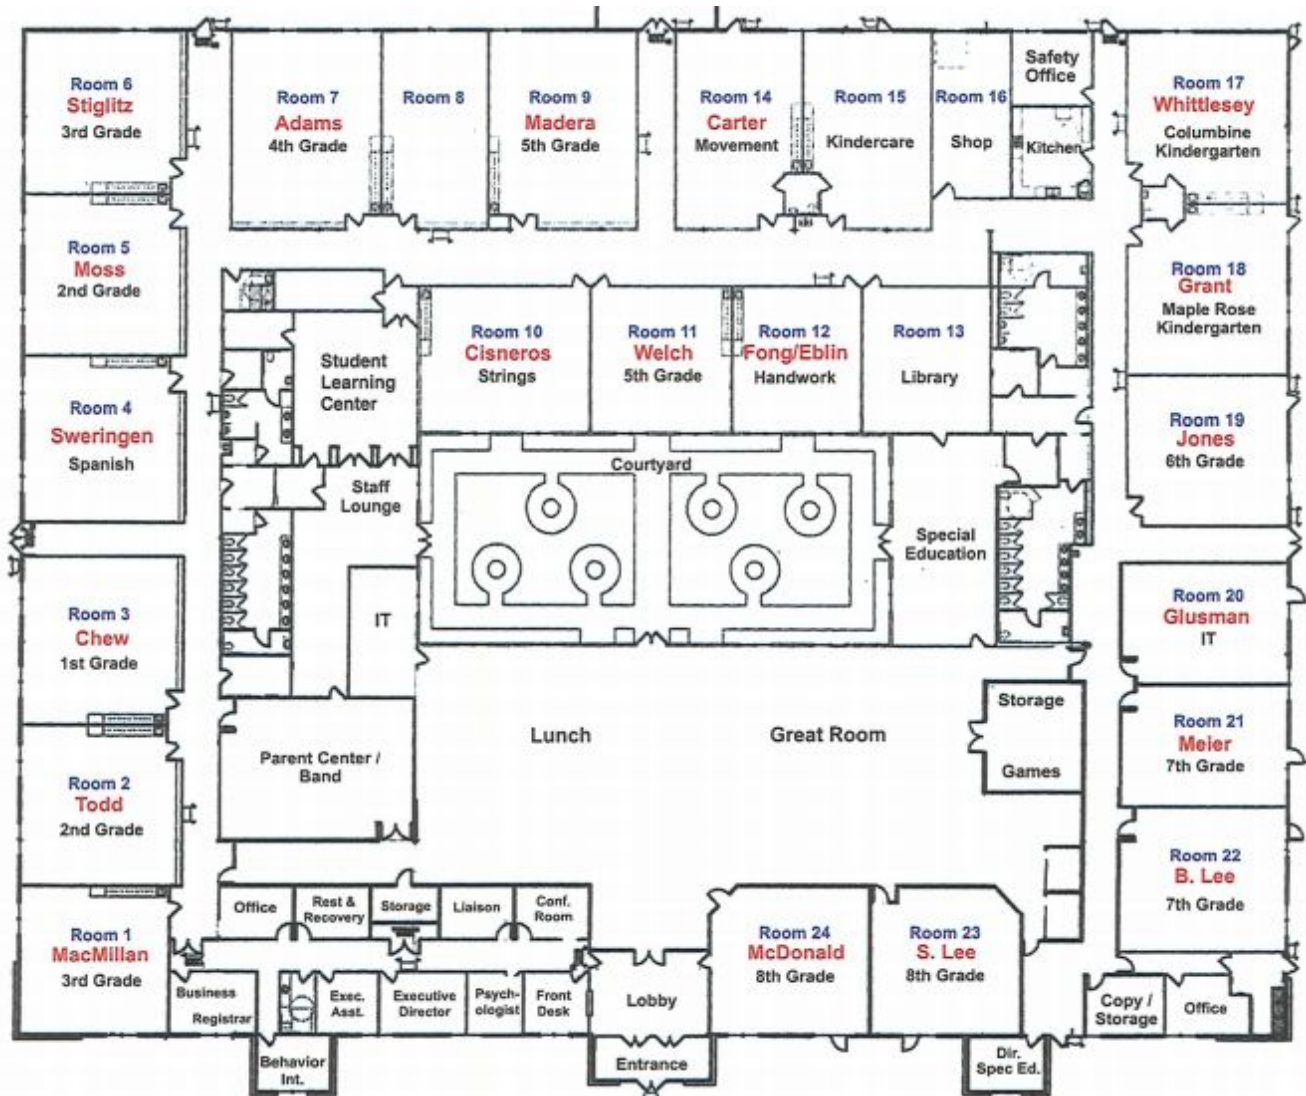 Room 6
Stiglitz
3rd Grade
Room 7
Adams
4th Grade
Room 8
Room 9
Madera
5th Grade
Room 14
Carter
Movement
Room 15
Kindercare
Room 16
Shop
Safety
Office
Kitchen
Room 17
Whittlesey
Columbine
Kindergarten
Room 5
Moss
2nd Grade
Room 18
Grant
Maple Rose
Kindergarten
Student
Learning
Center
Room 10
Cisneros
Strings
Room 11
Welch
5th Grade
Room 12
Fong/Eblin
Handwork
Room 13
Library
Room 4
Sweringen
Spanish
Room 19
Jones
6th Grade
Staff
Lounge
Courtyard
Special
Education
Room 3
Chew
1st Grade
IT
Room 20
Glusman
IT
Parent Center /
Band
Lunch
Great Room
Storage
Games
Room 21
Meier
7th Grade
Room 2
Todd
2nd Grade
Room 22
B. Lee
7th Grade
Office
Rest &
Recovery
Storage
Liaison
Conf.
Room
Room 1
MacMillan
3rd Grade
Room 24
McDonald
8th Grade
Room 23
S. Lee
8th Grade
Business
Registrar
Exec.
Asst.
Executive
Director
Psych-
ologist
Front
Desk
Lobby
Copy /
Storage
Office
Behavior
Int.
Entrance
Dir.
Spec Ed.